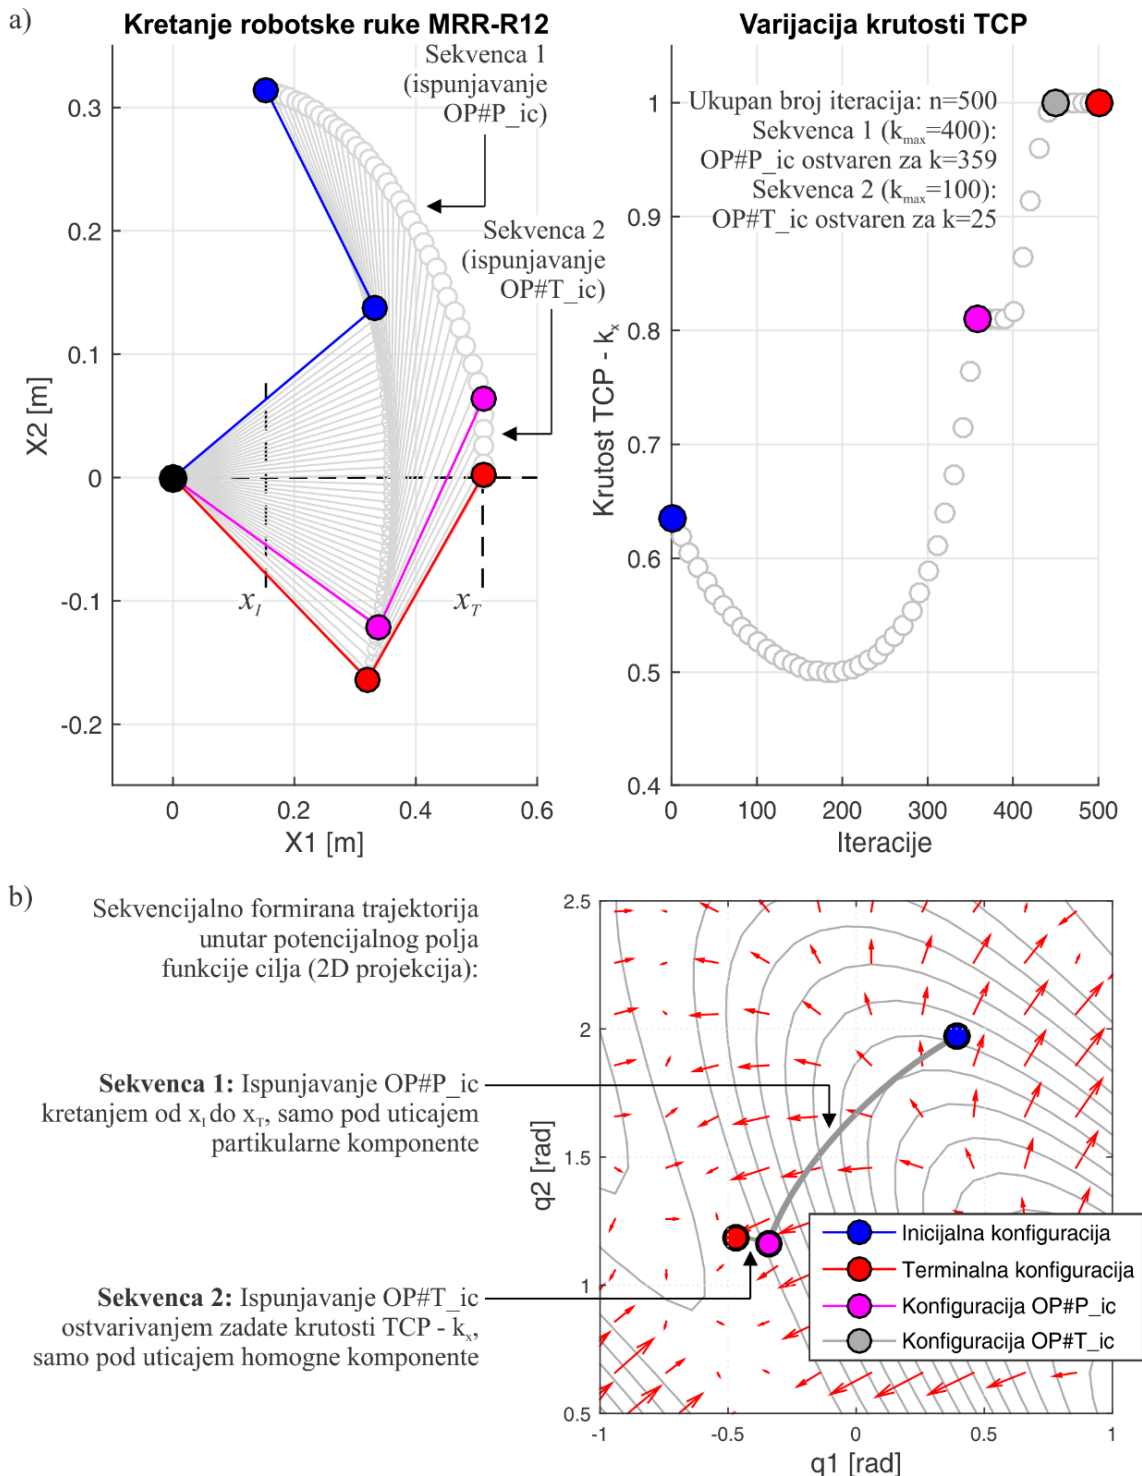 a)
Kretanje robotske ruke MRR-R12
Sekvenca 1
(ispunjavanje
OP#P_ic)
Sekvenca 2
(ispunjavanje
OP#T_ic)
0.3
0.2
0.1
0
-0.1
-0.2
X2 [m]
x_I
x_T
0
0.2
0.4
0.6
X1 [m]
Varijacija krutosti TCP
Ukupan broj iteracija: n=500
Sekvenca 1 (k_max=400):
OP#P_ic ostvaren za k=359
Sekvenca 2 (k_max=100):
OP#T_ic ostvaren za k=25
1
0.9
0.8
0.7
0.6
0.5
0.4
Krutost TCP - k_x
0
100
200
300
400
500
Iteracije
b)
Sekvencijalno formirana trajektorija
unutar potencijalnog polja
funkcije cilja (2D projekcija):
Sekvenca 1: Ispunjavanje OP#P_ic
kretanjem od x_I do x_T, samo pod uticajem
partikularne komponente
Sekvenca 2: Ispunjavanje OP#T_ic
ostvarivanjem zadate krutosti TCP - k_x,
samo pod uticajem homogne komponente
2.5
2
1.5
1
0.5
q2 [rad]
Inicijalna konfiguracija
Terminalna konfiguracija
Konfiguracija OP#P_ic
Konfiguracija OP#T_ic
-1
-0.5
0
0.5
1
q1 [rad]